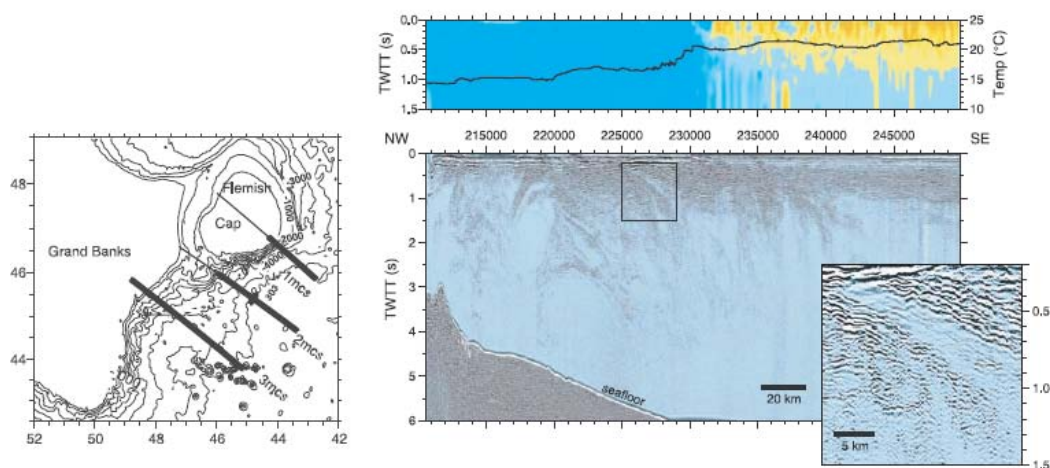 TWTT (s)
0.0
0.5
1.0
1.5
25
20
15
10
Temp (°C)
NW
215000 220000 225000 230000 235000 240000 245000
SE
TWTT (s)
0
1
2
3
4
5
6
seafloor
20 km
0.5
1.0
1.5
5 km
48
46
44
52 50 48 46 44 42
Flemish
Cap
Grand Banks
3000
1000
2000
4000
1mcs
2mcs
3mcs